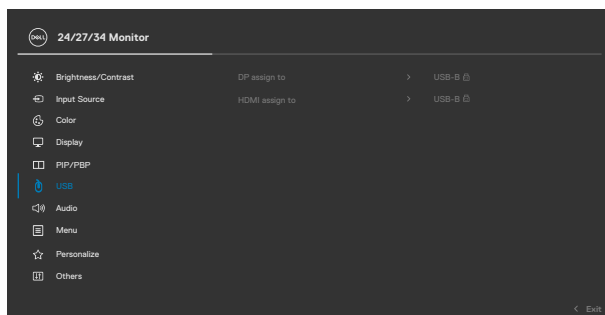 DELL 24/27/34 Monitor
Brightness/Contrast DP assign to > USB-B
Input Source HDMI assign to > USB-B
Color
Display
PIP/PBP
USB
Audio
Menu
Personalize
Others
< Exit